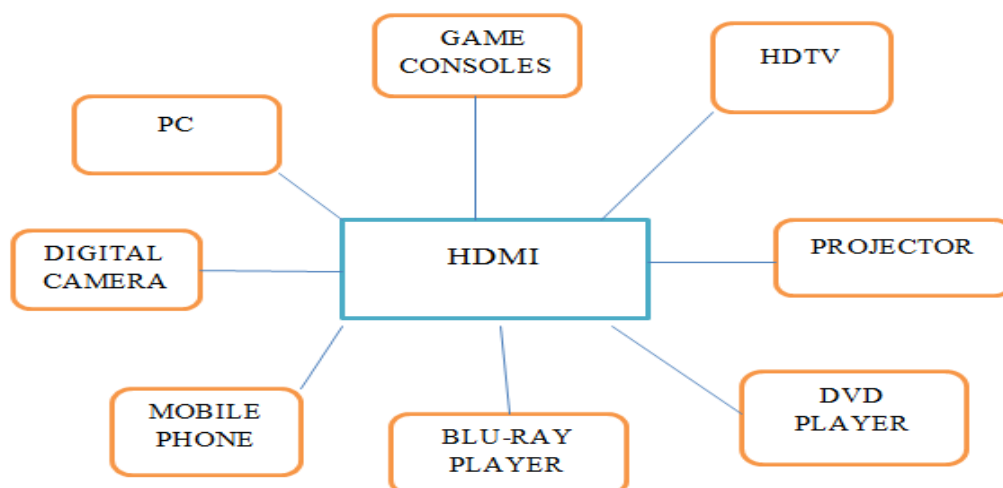 GAME
CONSOLES
HDTV
PC
HDMI
DIGITAL
CAMERA
PROJECTOR
MOBILE
PHONE
BLU-RAY
PLAYER
DVD
PLAYER